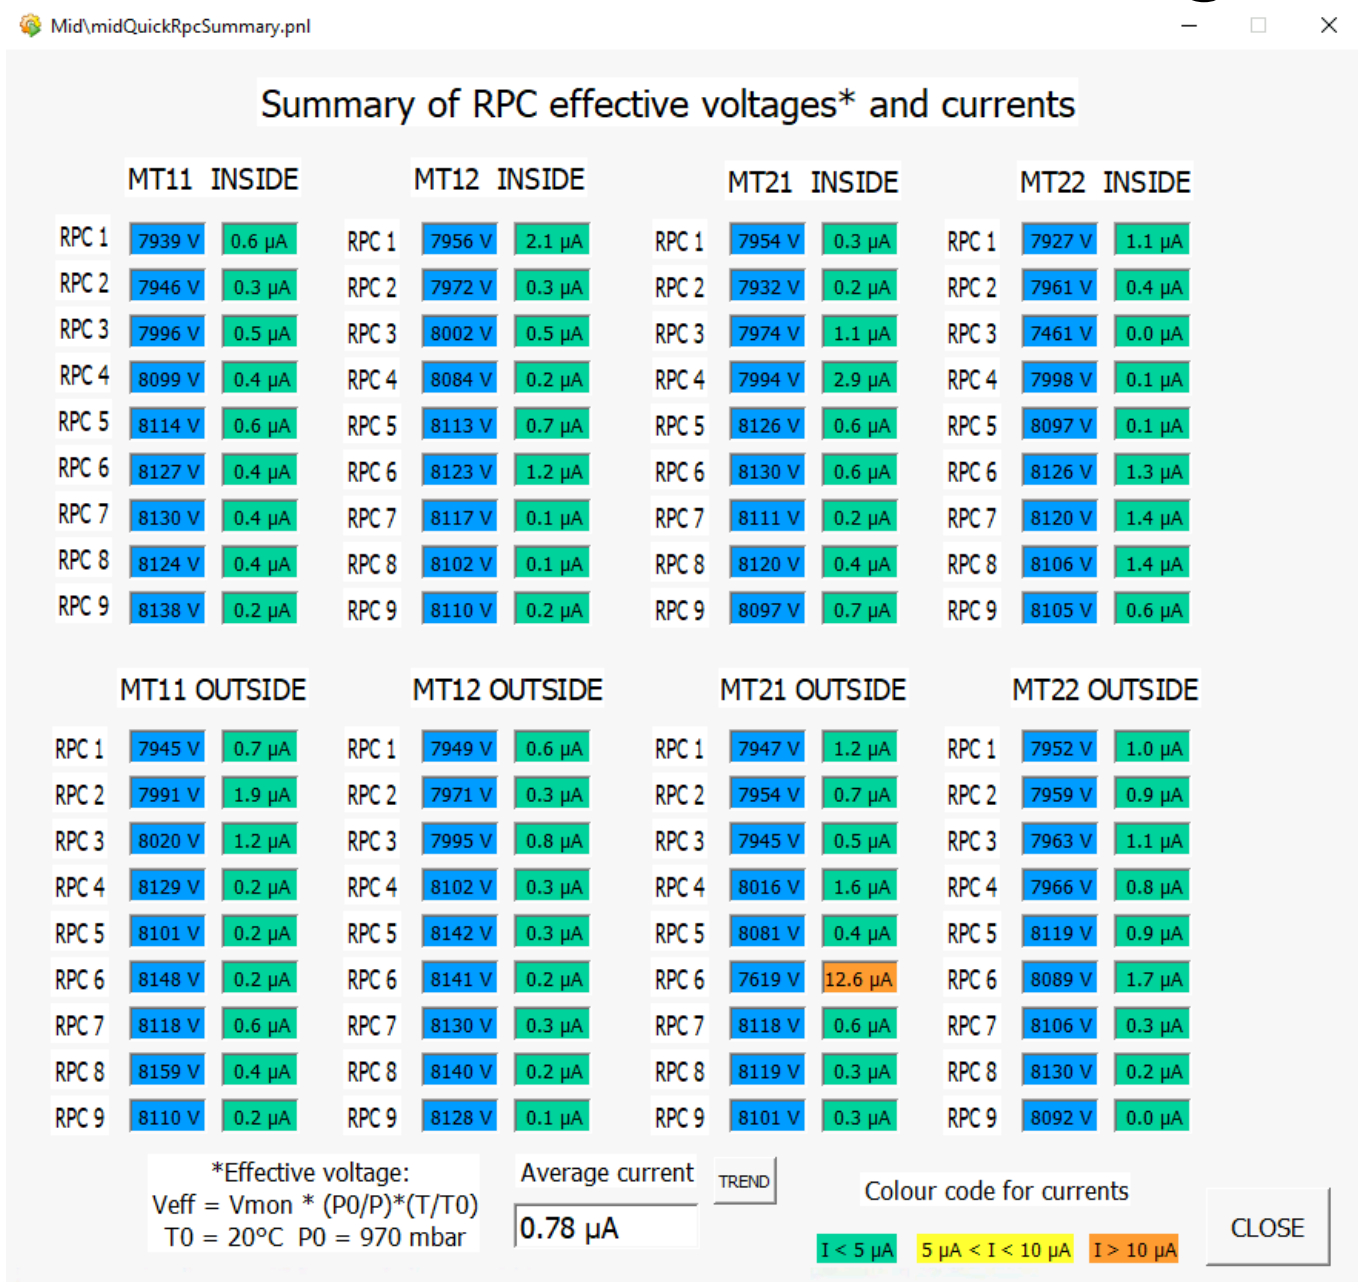 Mid\midQuickRpcSummary.pnl
Summary of RPC effective voltages* and currents
MT11 INSIDE MT12 INSIDE MT21 INSIDE MT22 INSIDE
RPC 1 7939 V 0.6 µA RPC 1 7956 V 2.1 µA RPC 1 7954 V 0.3 µA RPC 1 7927 V 1.1 µA
RPC 2 7946 V 0.3 µA RPC 2 7972 V 0.3 µA RPC 2 7932 V 0.2 µA RPC 2 7961 V 0.4 µA
RPC 3 7996 V 0.5 µA RPC 3 8002 V 0.5 µA RPC 3 7974 V 1.1 µA RPC 3 7461 V 0.0 µA
RPC 4 8099 V 0.4 µA RPC 4 8084 V 0.2 µA RPC 4 7994 V 2.9 µA RPC 4 7998 V 0.1 µA
RPC 5 8114 V 0.6 µA RPC 5 8113 V 0.7 µA RPC 5 8126 V 0.6 µA RPC 5 8097 V 0.1 µA
RPC 6 8127 V 0.4 µA RPC 6 8123 V 1.2 µA RPC 6 8130 V 0.6 µA RPC 6 8126 V 1.3 µA
RPC 7 8130 V 0.4 µA RPC 7 8117 V 0.1 µA RPC 7 8111 V 0.2 µA RPC 7 8120 V 1.4 µA
RPC 8 8124 V 0.4 µA RPC 8 8102 V 0.1 µA RPC 8 8120 V 0.4 µA RPC 8 8106 V 1.4 µA
RPC 9 8138 V 0.2 µA RPC 9 8110 V 0.2 µA RPC 9 8097 V 0.7 µA RPC 9 8105 V 0.6 µA
MT11 OUTSIDE MT12 OUTSIDE MT21 OUTSIDE MT22 OUTSIDE
RPC 1 7945 V 0.7 µA RPC 1 7949 V 0.6 µA RPC 1 7947 V 1.2 µA RPC 1 7952 V 1.0 µA
RPC 2 7991 V 1.9 µA RPC 2 7971 V 0.3 µA RPC 2 7954 V 0.7 µA RPC 2 7959 V 0.9 µA
RPC 3 8020 V 1.2 µA RPC 3 7995 V 0.8 µA RPC 3 7945 V 0.5 µA RPC 3 7963 V 1.1 µA
RPC 4 8129 V 0.2 µA RPC 4 8102 V 0.3 µA RPC 4 8016 V 1.6 µA RPC 4 7966 V 0.8 µA
RPC 5 8101 V 0.2 µA RPC 5 8142 V 0.3 µA RPC 5 8081 V 0.4 µA RPC 5 8119 V 0.9 µA
RPC 6 8148 V 0.2 µA RPC 6 8141 V 0.2 µA RPC 6 7619 V 12.6 µA RPC 6 8089 V 1.7 µA
RPC 7 8118 V 0.6 µA RPC 7 8130 V 0.3 µA RPC 7 8118 V 0.6 µA RPC 7 8106 V 0.3 µA
RPC 8 8159 V 0.4 µA RPC 8 8140 V 0.2 µA RPC 8 8119 V 0.3 µA RPC 8 8130 V 0.2 µA
RPC 9 8110 V 0.2 µA RPC 9 8128 V 0.1 µA RPC 9 8101 V 0.3 µA RPC 9 8092 V 0.0 µA
*Effective voltage:
Veff = Vmon * (P0/P)*(T/T0)
T0 = 20°C P0 = 970 mbar
Average current TREND
0.78 µA
Colour code for currents
I < 5 µA 5 µA < I < 10 µA I > 10 µA
CLOSE